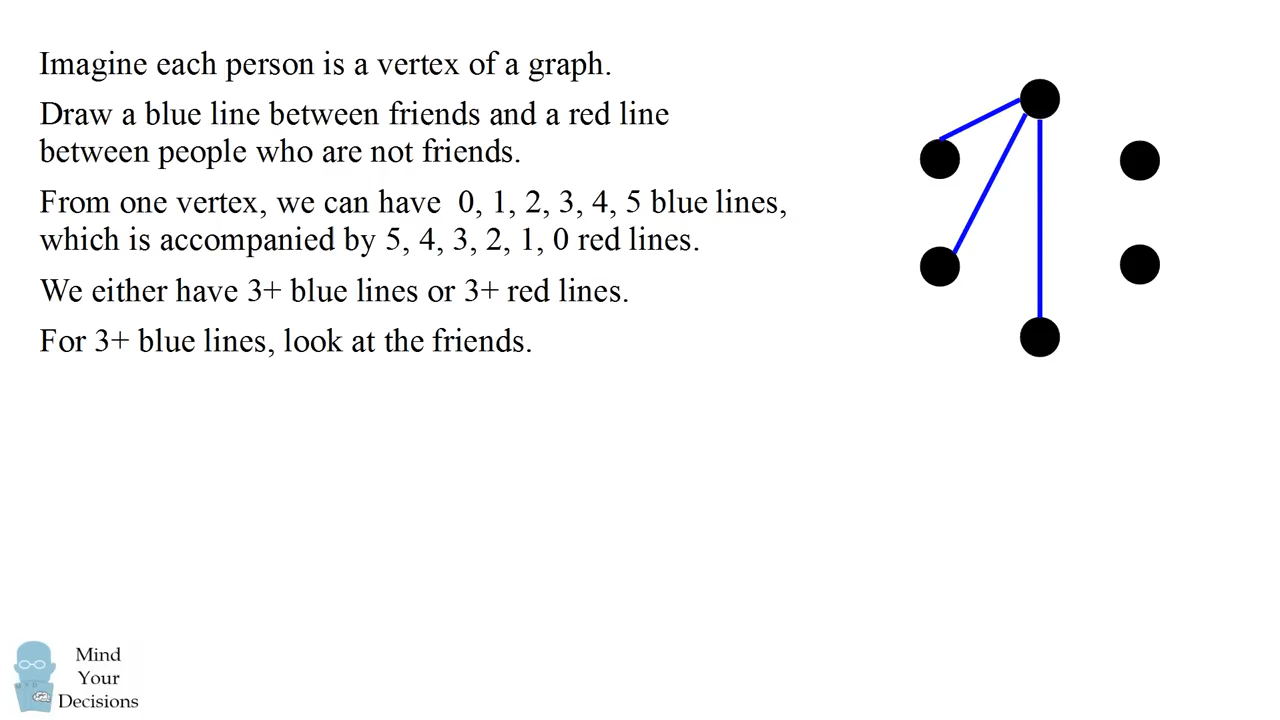 Imagine each person is a vertex of a graph.
Draw a blue line between friends and a red line
between people who are not friends.
From one vertex, we can have 0, 1, 2, 3, 4, 5 blue lines,
which is accompanied by 5, 4, 3, 2, 1, 0 red lines.
We either have 3+ blue lines or 3+ red lines.
For 3+ blue lines, look at the friends.
Mind
Your
Decisions